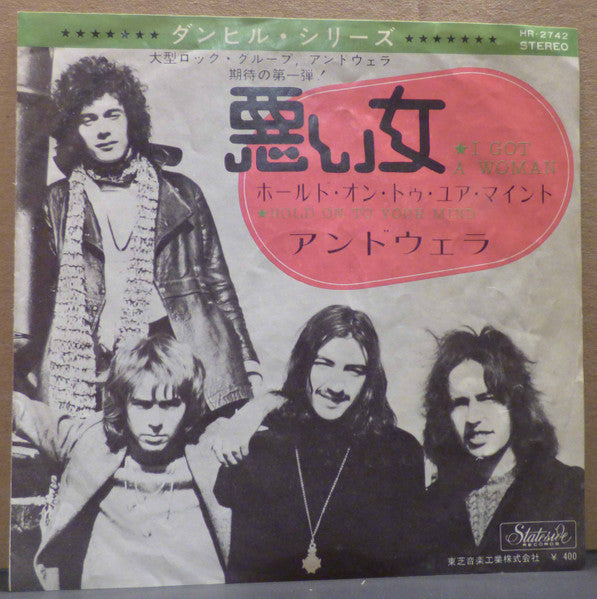 ★★★★★★★ ダンヒル・シリーズ ★★★★★★★
HR-2742
STEREO
大型ロック・グループ, アンドウェラ
期待の第一弾!
悪い女
★I GOT
A WOMAN
ホールド・オン・トゥ・ユア・マインド
★HOLD ON TO YOUR MIND
アンドウェラ
Stateside
RECORDS
東芝音楽工業株式会社 ¥ 400